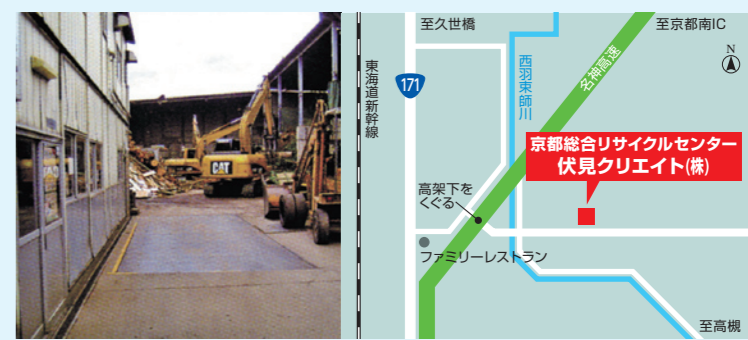 CAT
至久世橋
至京都南IC
N
東海道新幹線
171
西羽束師川
名神高速
京都総合リサイクルセンター
伏見クリエイト(株)
高架下を
くぐる
ファミリーレストラン
至高槻